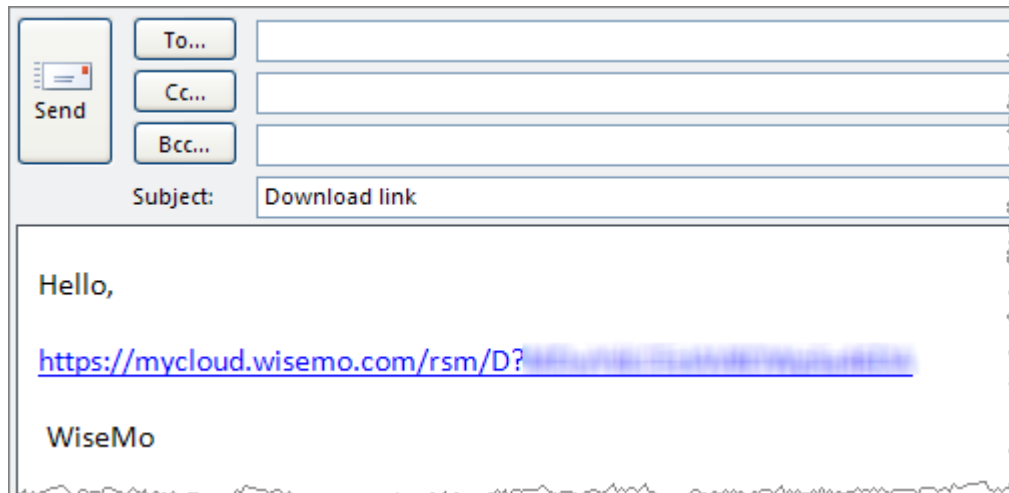 To...
Send
Cc...
Bcc...
Subject: Download link
Hello,
https://mycloud.wisemo.com/rsm/D?
WiseMo